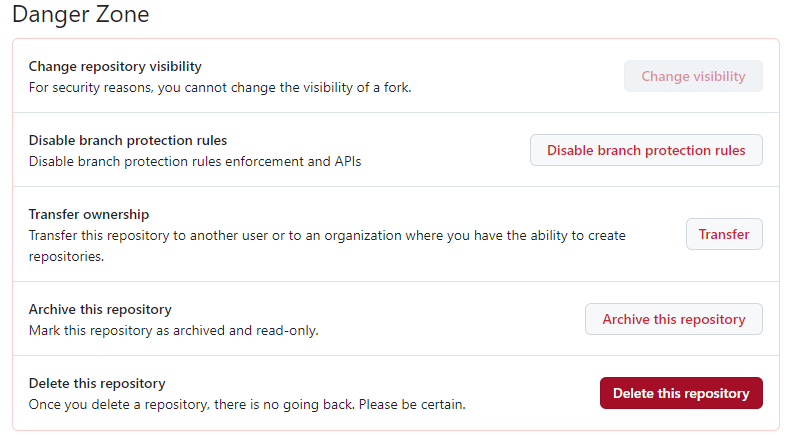 Danger Zone
Change repository visibility
For security reasons, you cannot change the visibility of a fork.
Change visibility
Disable branch protection rules
Disable branch protection rules enforcement and APIs
Disable branch protection rules
Transfer ownership
Transfer this repository to another user or to an organization where you have the ability to create
repositories.
Transfer
Archive this repository
Mark this repository as archived and read-only.
Archive this repository
Delete this repository
Once you delete a repository, there is no going back. Please be certain.
Delete this repository